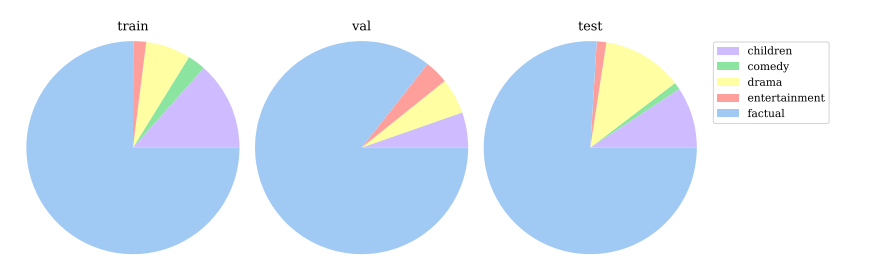 train
val
test
children
comedy
drama
entertainment
factual